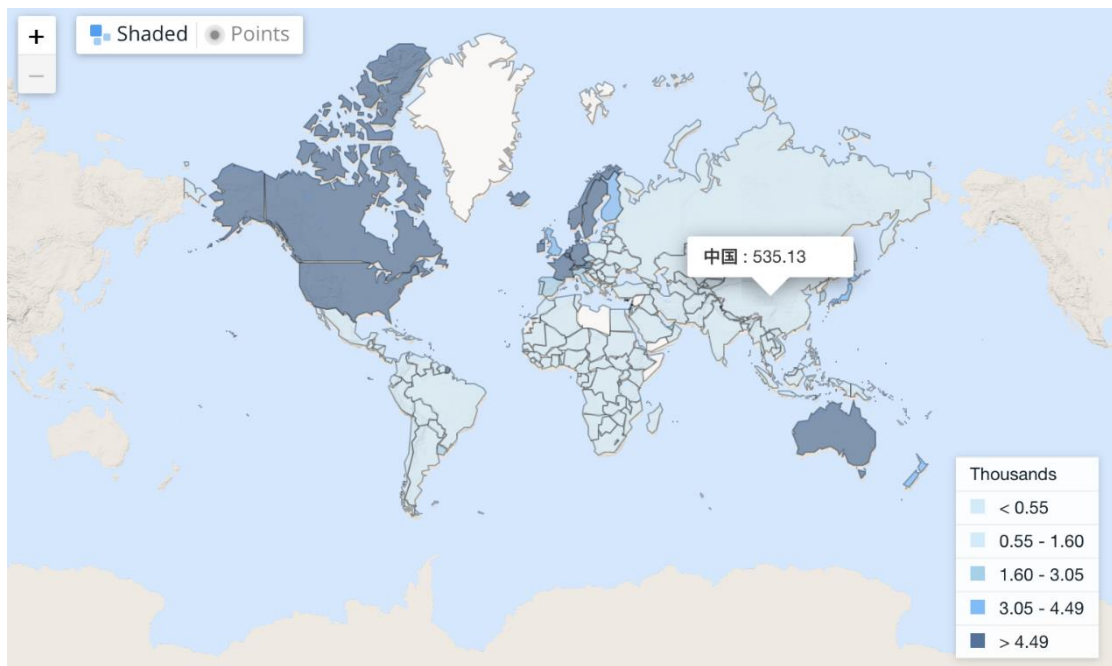 +
Shaded
Points
−
中国 : 535.13
Thousands
< 0.55
0.55 - 1.60
1.60 - 3.05
3.05 - 4.49
> 4.49